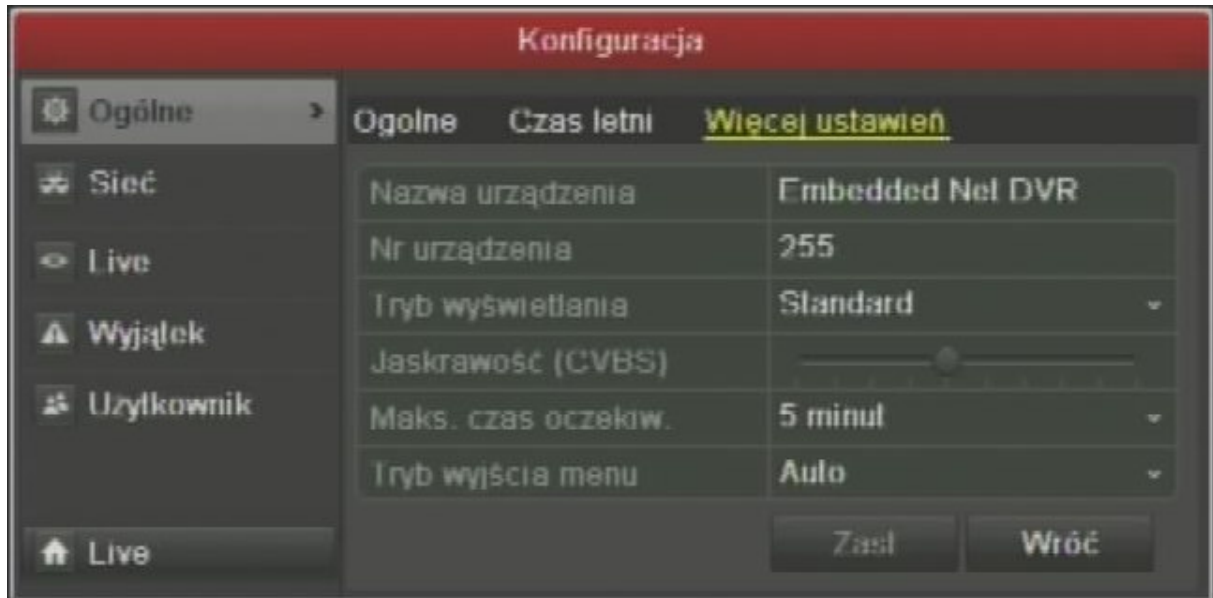 Konfiguracja
Ogólne
Ogolne Czas letni Więcej ustawień
Sieć
Nazwa urządzenia Embedded Net DVR
Nr urządzenia 255
Live
Tryb wyświetlania Standard
Wyjątek
Jaskrawość (CVBS)
Użytkownik
Maks. czas oczekiw. 5 minut
Tryb wyjścia menu Auto
Zast Wróć
Live